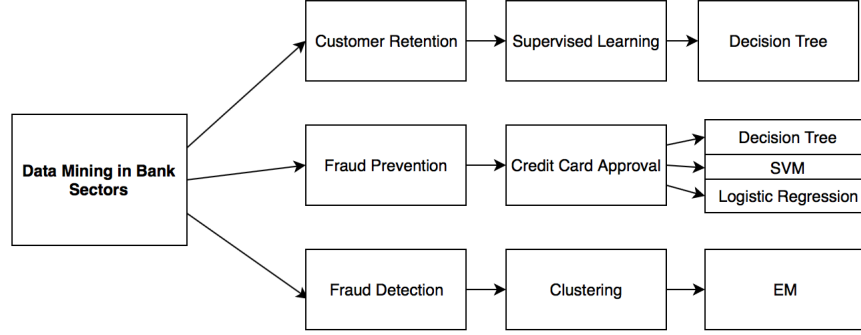 Customer Retention
Supervised Learning
Decision Tree
Data Mining in Bank
Sectors
Fraud Prevention
Credit Card Approval
Decision Tree
SVM
Logistic Regression
Fraud Detection
Clustering
EM